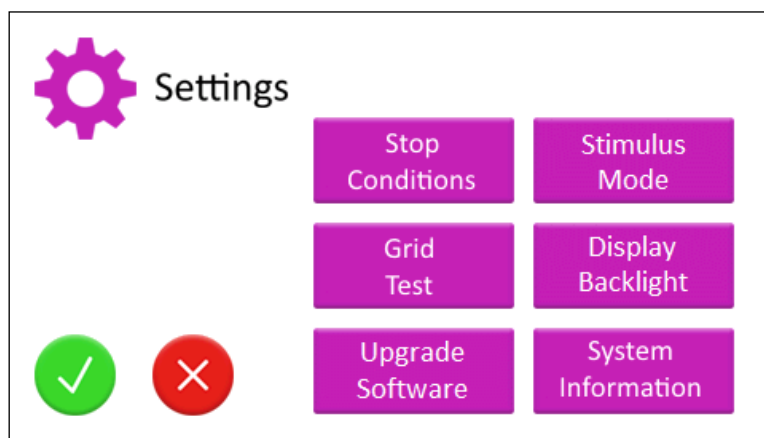 Settings
Stop
Conditions
Stimulus
Mode
Grid
Test
Display
Backlight
Upgrade
Software
System
Information